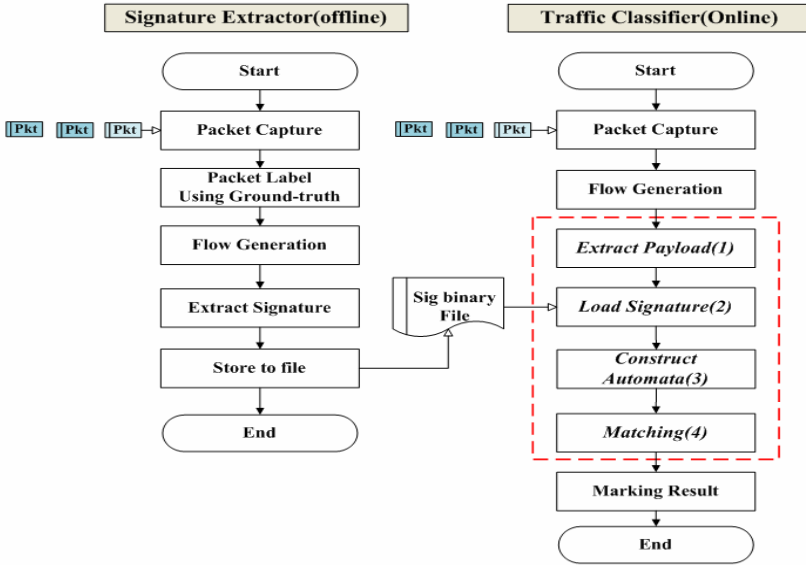 Signature Extractor(offline)
Start
Pkt
Pkt
Pkt
Packet Capture
Packet Label
Using Ground-truth
Flow Generation
Extract Signature
Store to file
End
Sig binary
File
Traffic Classifier(Online)
Start
Pkt
Pkt
Pkt
Packet Capture
Flow Generation
Extract Payload(1)
Load Signature(2)
Construct
Automata(3)
Matching(4)
Marking Result
End